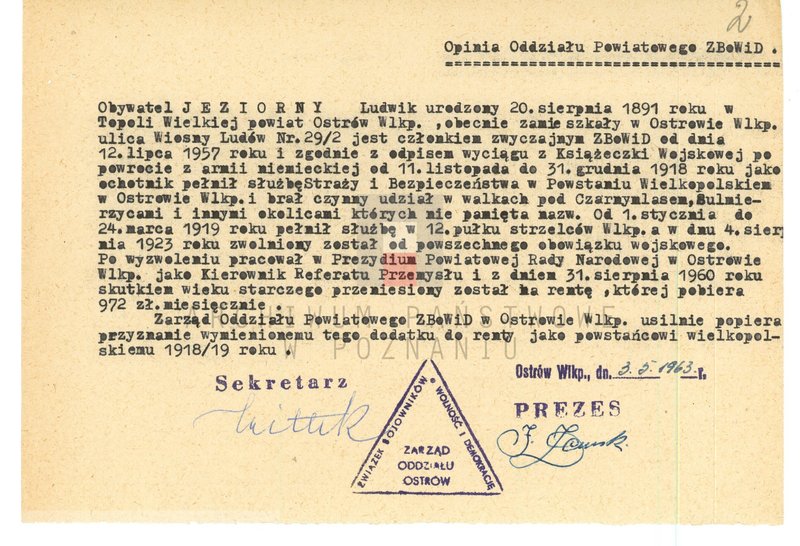 2
Opinia Oddziału Powiatowego ZBoWiD .
Obywatel J E Z I O R N Y Ludwik urodzony 20.sierpnia 1891 roku w
Topoli Wielkiej powiat Ostrów Wlkp. ,obecnie zamieszkały w Ostrowie Wlkp.
ulica Wiosny Ludów Nr.29/2 jest członkiem zwyczajnym ZBoWiD od dnia
12.lipca 1957 roku i zgodnie z odpisem wyciągu z Książeczki Wojskowej po
powrocie z armii niemieckiej od 11.listopada do 31.grudnia 1918 roku jako
ochotnik pełnił służbęStraży i Bezpieczeństwa w Powstaniu Wielkopolskiem
w Ostrowie Wlkp.i brał czynny udział w walkach pod Czarnymlasem,Sulmie-
rzycami i innymi okolicami których nie pamięta nazw. Od 1.stycznia do
24.marca 1919 roku pełnił służbę w 12.pułku strzelców Wlkp.a w dnu 4.sierp
nia 1923 roku zwolniony został od powszechnego obowiązku wojskowego.
Po wyzwoleniu pracował w Prezydium Powiatowej Rady Narodowej w Ostrowie
Wlkp. jako Kierownik Referatu Przemysłu i z dniem 31.sierpnia 1960 roku
skutkiem wieku starczego przeniesiony został na rentę ,której pobiera
972 zł.miesięcznie .
Zarząd Oddziału Powiatowego ZBoWiD w Ostrowie Wlkp. usilnie popiera
przyznanie wymienionemu tego dodatku do renty jako powstańcowi wielkopol-
skiemu 1918/19 roku .
ARCHIWUM PAŃSTWOWE
W POZNANIU
Sekretarz
Ostrów Wlkp., dn. 3.5.1963 r.
PREZES
ZWIĄZEK BOJOWNIKÓW o WOLNOŚĆ I DEMOKRACJĘ
ZARZĄD
ODDZIAŁU
OSTRÓW